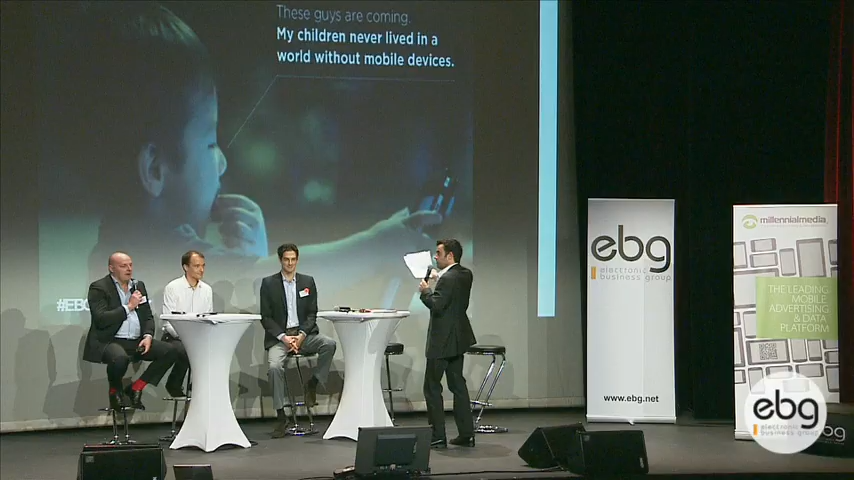 These guys are coming.
My children never lived in a
world without mobile devices.
#EBG
ebg
electronic
business group
www.ebg.net
millennialmedia
THE LEADING
MOBILE
ADVERTISING
& DATA
PLATFORM
ebg
electronic
business group